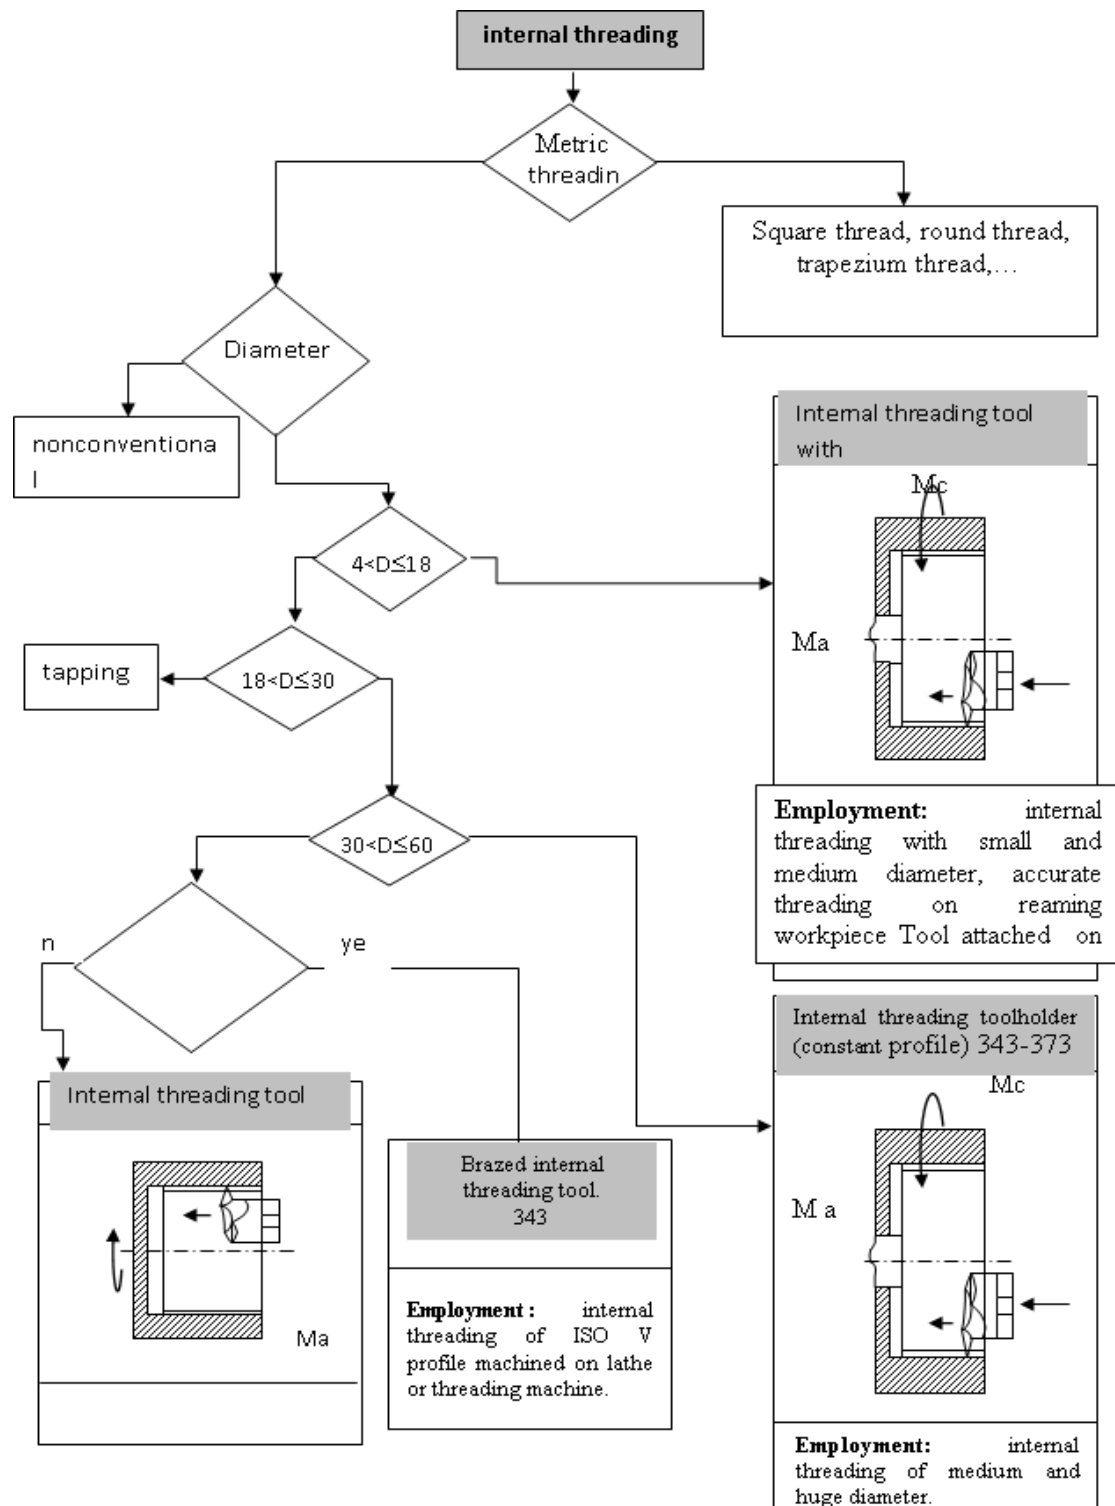 internal threading
Metric
threadin
Square thread, round thread,
trapezium thread,...
Diameter
nonconventiona
l
Internal threading tool
with
Mc
4<D≤18
Ma
tapping
18<D≤30
30<D≤60
Employment: internal
threading with small and
medium diameter, accurate
threading on reaming
workpiece Tool attached on
n
ye
Internal threading toolholder
(constant profile) 343-373
Mc
Internal threading tool
Brazed internal
threading tool.
343
M a
Employment : internal
threading of ISO V
profile machined on lathe
or threading machine.
Ma
Employment: internal
threading of medium and
huge diameter.